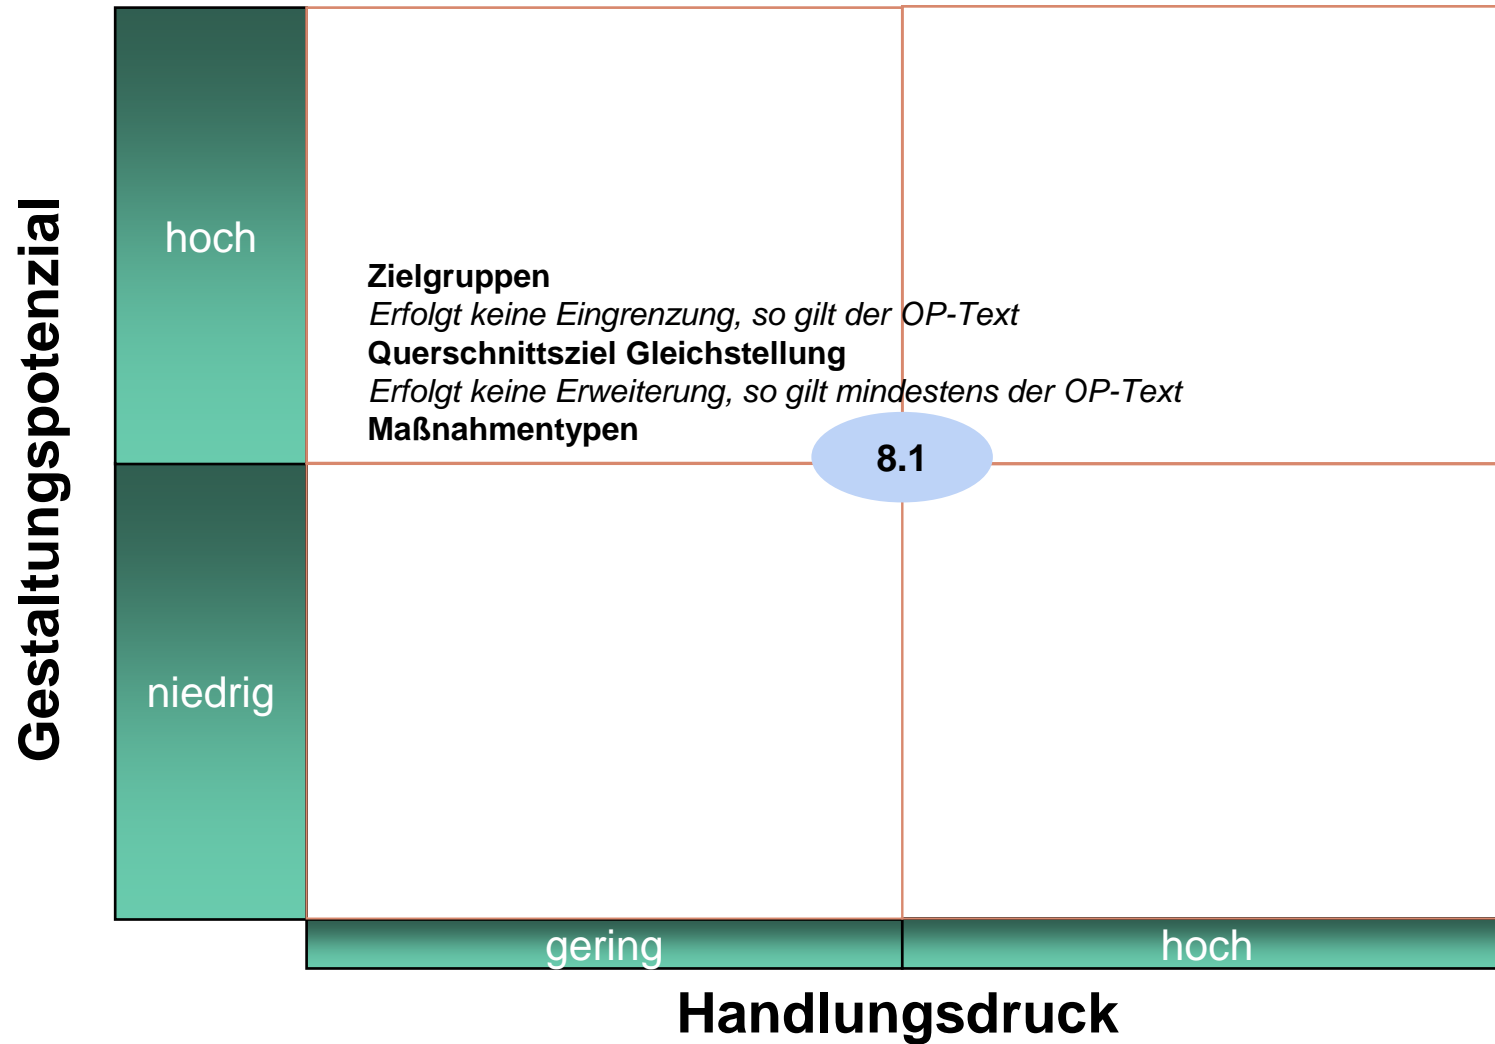 Gestaltungspotenzial
hoch
Zielgruppen
Erfolgt keine Eingrenzung, so gilt der OP-Text
Querschnittsziel Gleichstellung
Erfolgt keine Erweiterung, so gilt mindestens der OP-Text
Maßnahmentypen
8.1
niedrig
gering
hoch
Handlungsdruck